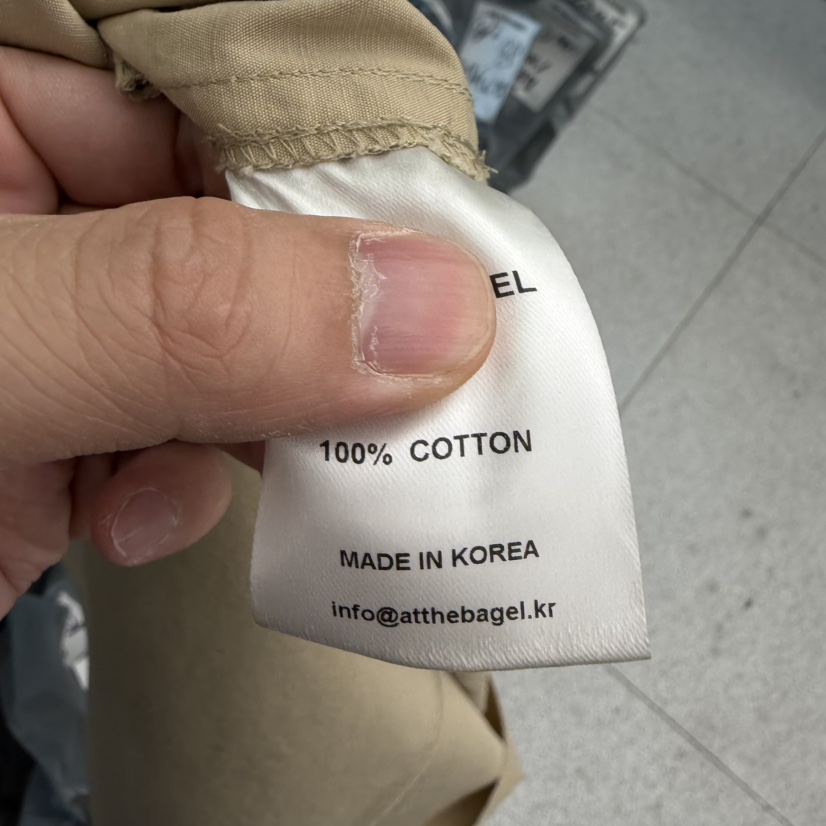 EL
100% COTTON
MADE IN KOREA
info@atthebagel.kr